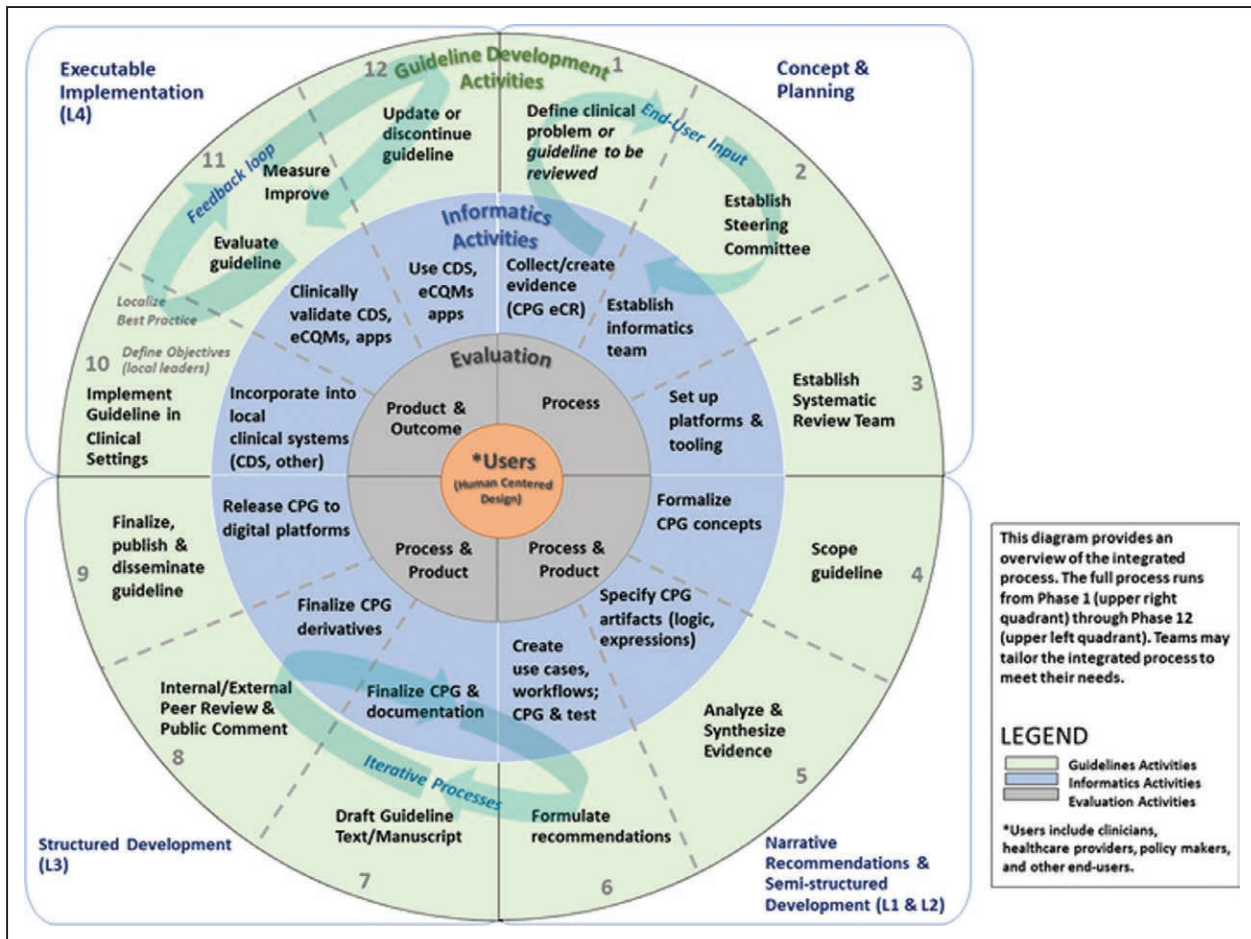 Executable
Implementation
(L4)
Concept &
Planning
Guideline Development
Activities
1
Define clinical
problem or
guideline to be
reviewed
End-User Input
2
Establish
Steering
Committee
3
Establish
Systematic
Review Team
4
Scope
guideline
5
Analyze &
Synthesize
Evidence
6
Formulate
recommendations
7
Draft Guideline
Text/Manuscript
Iterative Processes
8
Internal/External
Peer Review &
Public Comment
9
Finalize,
publish &
disseminate
guideline
10
Localize
Best Practice
Define Objectives
(local leaders)
Implement
Guideline in
Clinical
Settings
11
Feedback loop
Measure
Improve
Evaluate
guideline
12
Update or
discontinue
guideline
Informatics
Activities
Collect/create
evidence
(CPG eCR)
Establish
informatics
team
Set up
platforms &
tooling
Formalize
CPG concepts
Specify CPG
artifacts (logic,
expressions)
Create
use cases,
workflows;
CPG & test
Finalize CPG &
documentation
Finalize CPG
derivatives
Release CPG to
digital platforms
Incorporate into
local
clinical systems
(CDS, other)
Clinically
validate CDS,
eCQMs, apps
Use CDS,
eCQMs
apps
Evaluation
Process
Process &
Product
Process &
Product
Product &
Outcome
*Users
(Human Centered
Design)
Structured Development
(L3)
Narrative
Recommendations &
Semi-structured
Development (L1 & L2)
This diagram provides an
overview of the integrated
process. The full process runs
from Phase 1 (upper right
quadrant) through Phase 12
(upper left quadrant). Teams may
tailor the integrated process to
meet their needs.
LEGEND
Guidelines Activities
Informatics Activities
Evaluation Activities
*Users include clinicians,
healthcare providers, policy makers,
and other end-users.